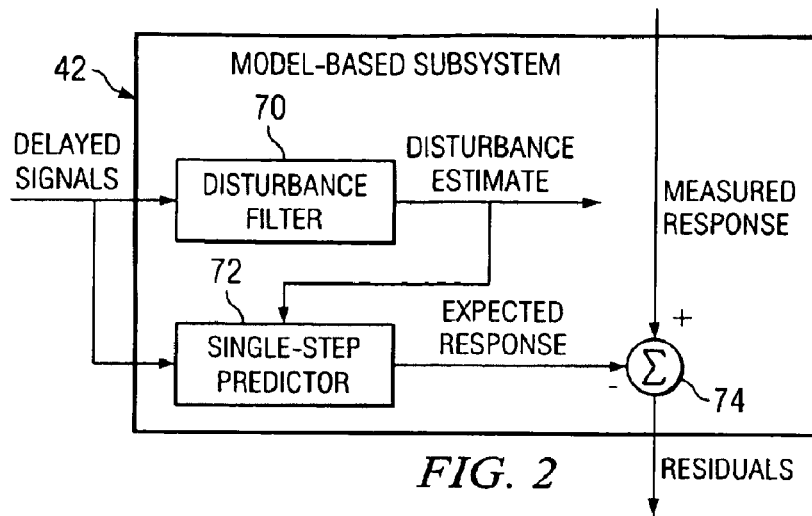 MODEL-BASED SUBSYSTEM
42
70
DELAYED
SIGNALS
DISTURBANCE
FILTER
DISTURBANCE
ESTIMATE
MEASURED
RESPONSE
72
SINGLE-STEP
PREDICTOR
EXPECTED
RESPONSE
+
-
Σ
74
FIG. 2
RESIDUALS